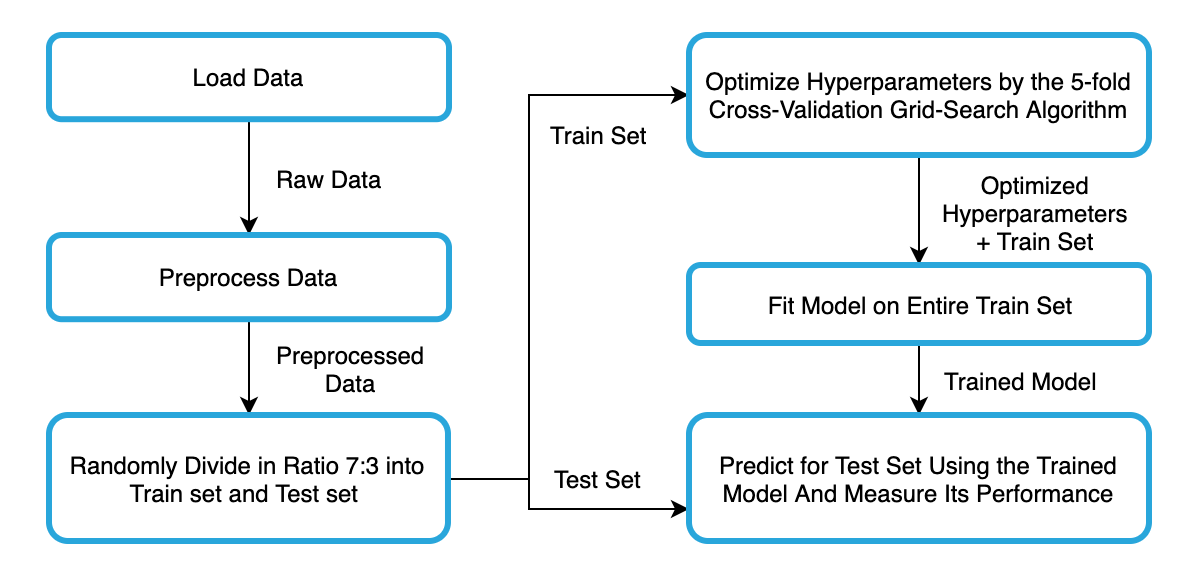 Load Data
Raw Data
Preprocess Data
Preprocessed
Data
Randomly Divide in Ratio 7:3 into
Train set and Test set
Train Set
Test Set
Optimize Hyperparameters by the 5-fold
Cross-Validation Grid-Search Algorithm
Optimized
Hyperparameters
+ Train Set
Fit Model on Entire Train Set
Trained Model
Predict for Test Set Using the Trained
Model And Measure Its Performance